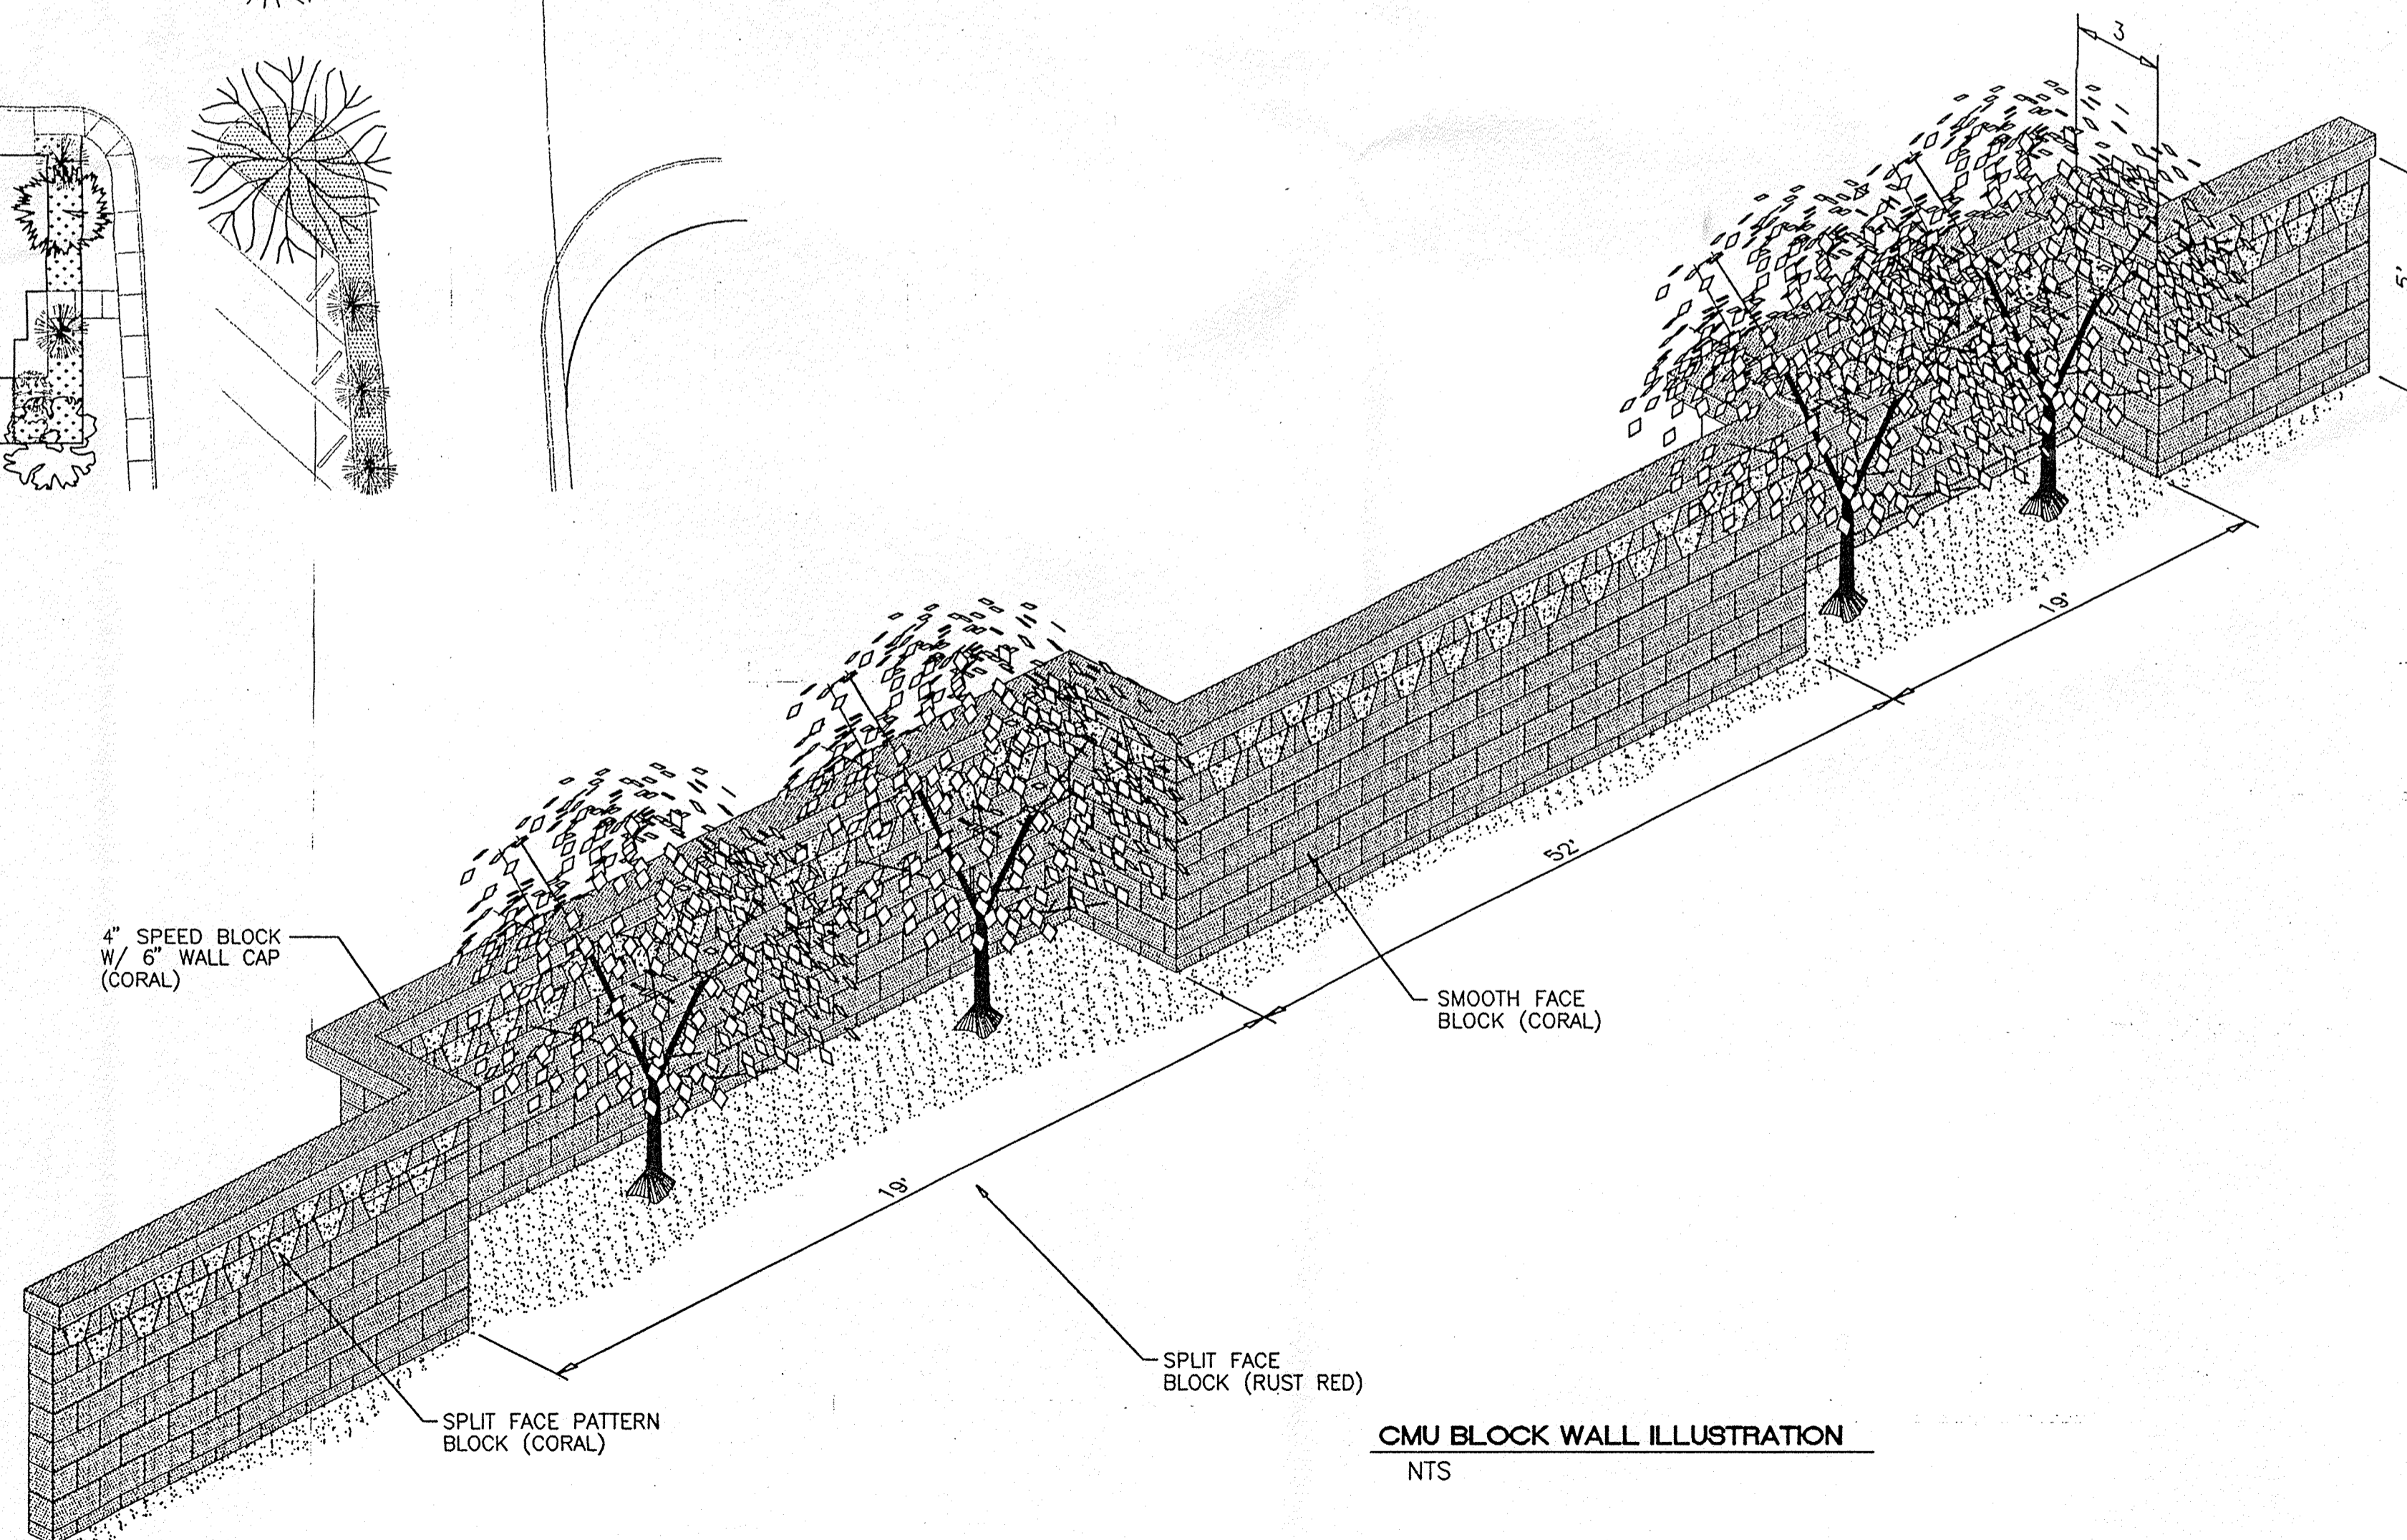 3
5'
19'
52'
4" SPEED BLOCK
W/ 6" WALL CAP
(CORAL)
SMOOTH FACE
BLOCK (CORAL)
19'
SPLIT FACE
BLOCK (RUST RED)
SPLIT FACE PATTERN
BLOCK (CORAL)
CMU BLOCK WALL ILLUSTRATION
NTS